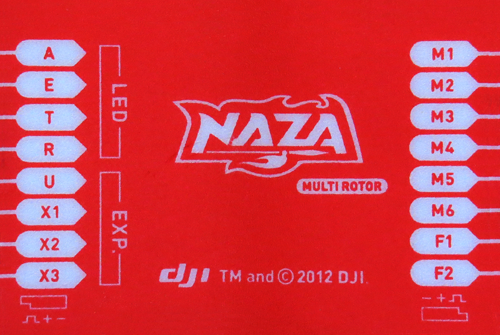 A
E
T
R
U
X1
X2
X3
LED
EXP.
NAZA
MULTI ROTOR
dji TM and © 2012 DJI.
M1
M2
M3
M4
M5
M6
F1
F2